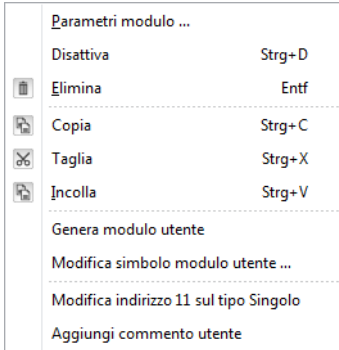 Parametri modulo ...
Disattiva Strg+D
Elimina Entf
Copia Strg+C
Taglia Strg+X
Incolla Strg+V
Genera modulo utente
Modifica simbolo modulo utente ...
Modifica indirizzo 11 sul tipo Singolo
Aggiungi commento utente